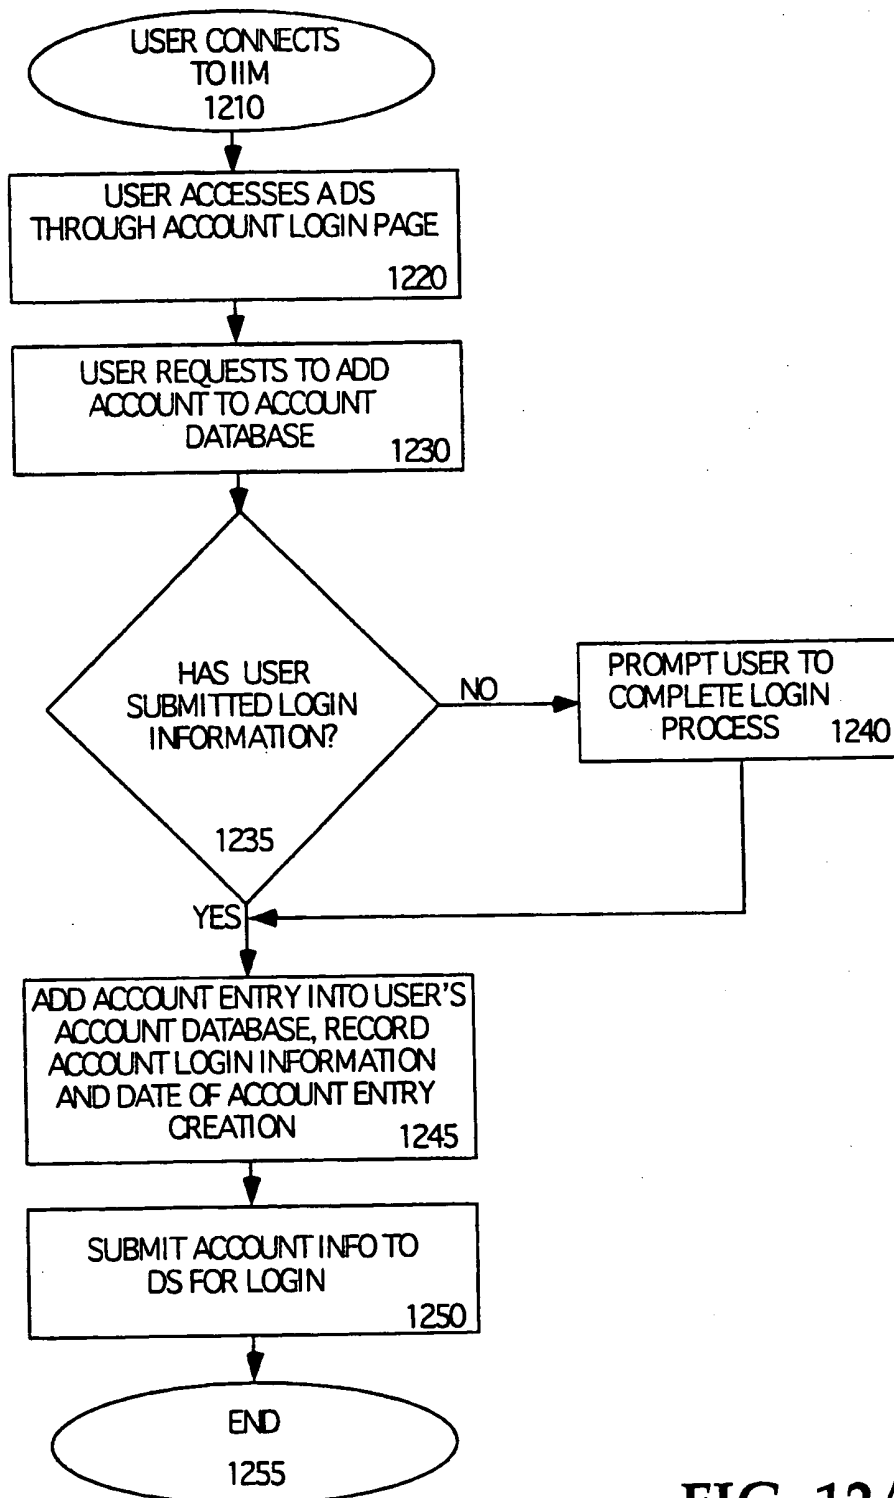 USER CONNECTS
TO IIM
1210
USER ACCESSES A DS
THROUGH ACCOUNT LOGIN PAGE
1220
USER REQUESTS TO ADD
ACCOUNT TO ACCOUNT
DATABASE
1230
HAS USER
SUBMITTED LOGIN
INFORMATION?
1235
NO
PROMPT USER TO
COMPLETE LOGIN
PROCESS
1240
YES
ADD ACCOUNT ENTRY INTO USER'S
ACCOUNT DATABASE, RECORD
ACCOUNT LOGIN INFORMATION
AND DATE OF ACCOUNT ENTRY
CREATION
1245
SUBMIT ACCOUNT INFO TO
DS FOR LOGIN
1250
END
1255
FIG. 12